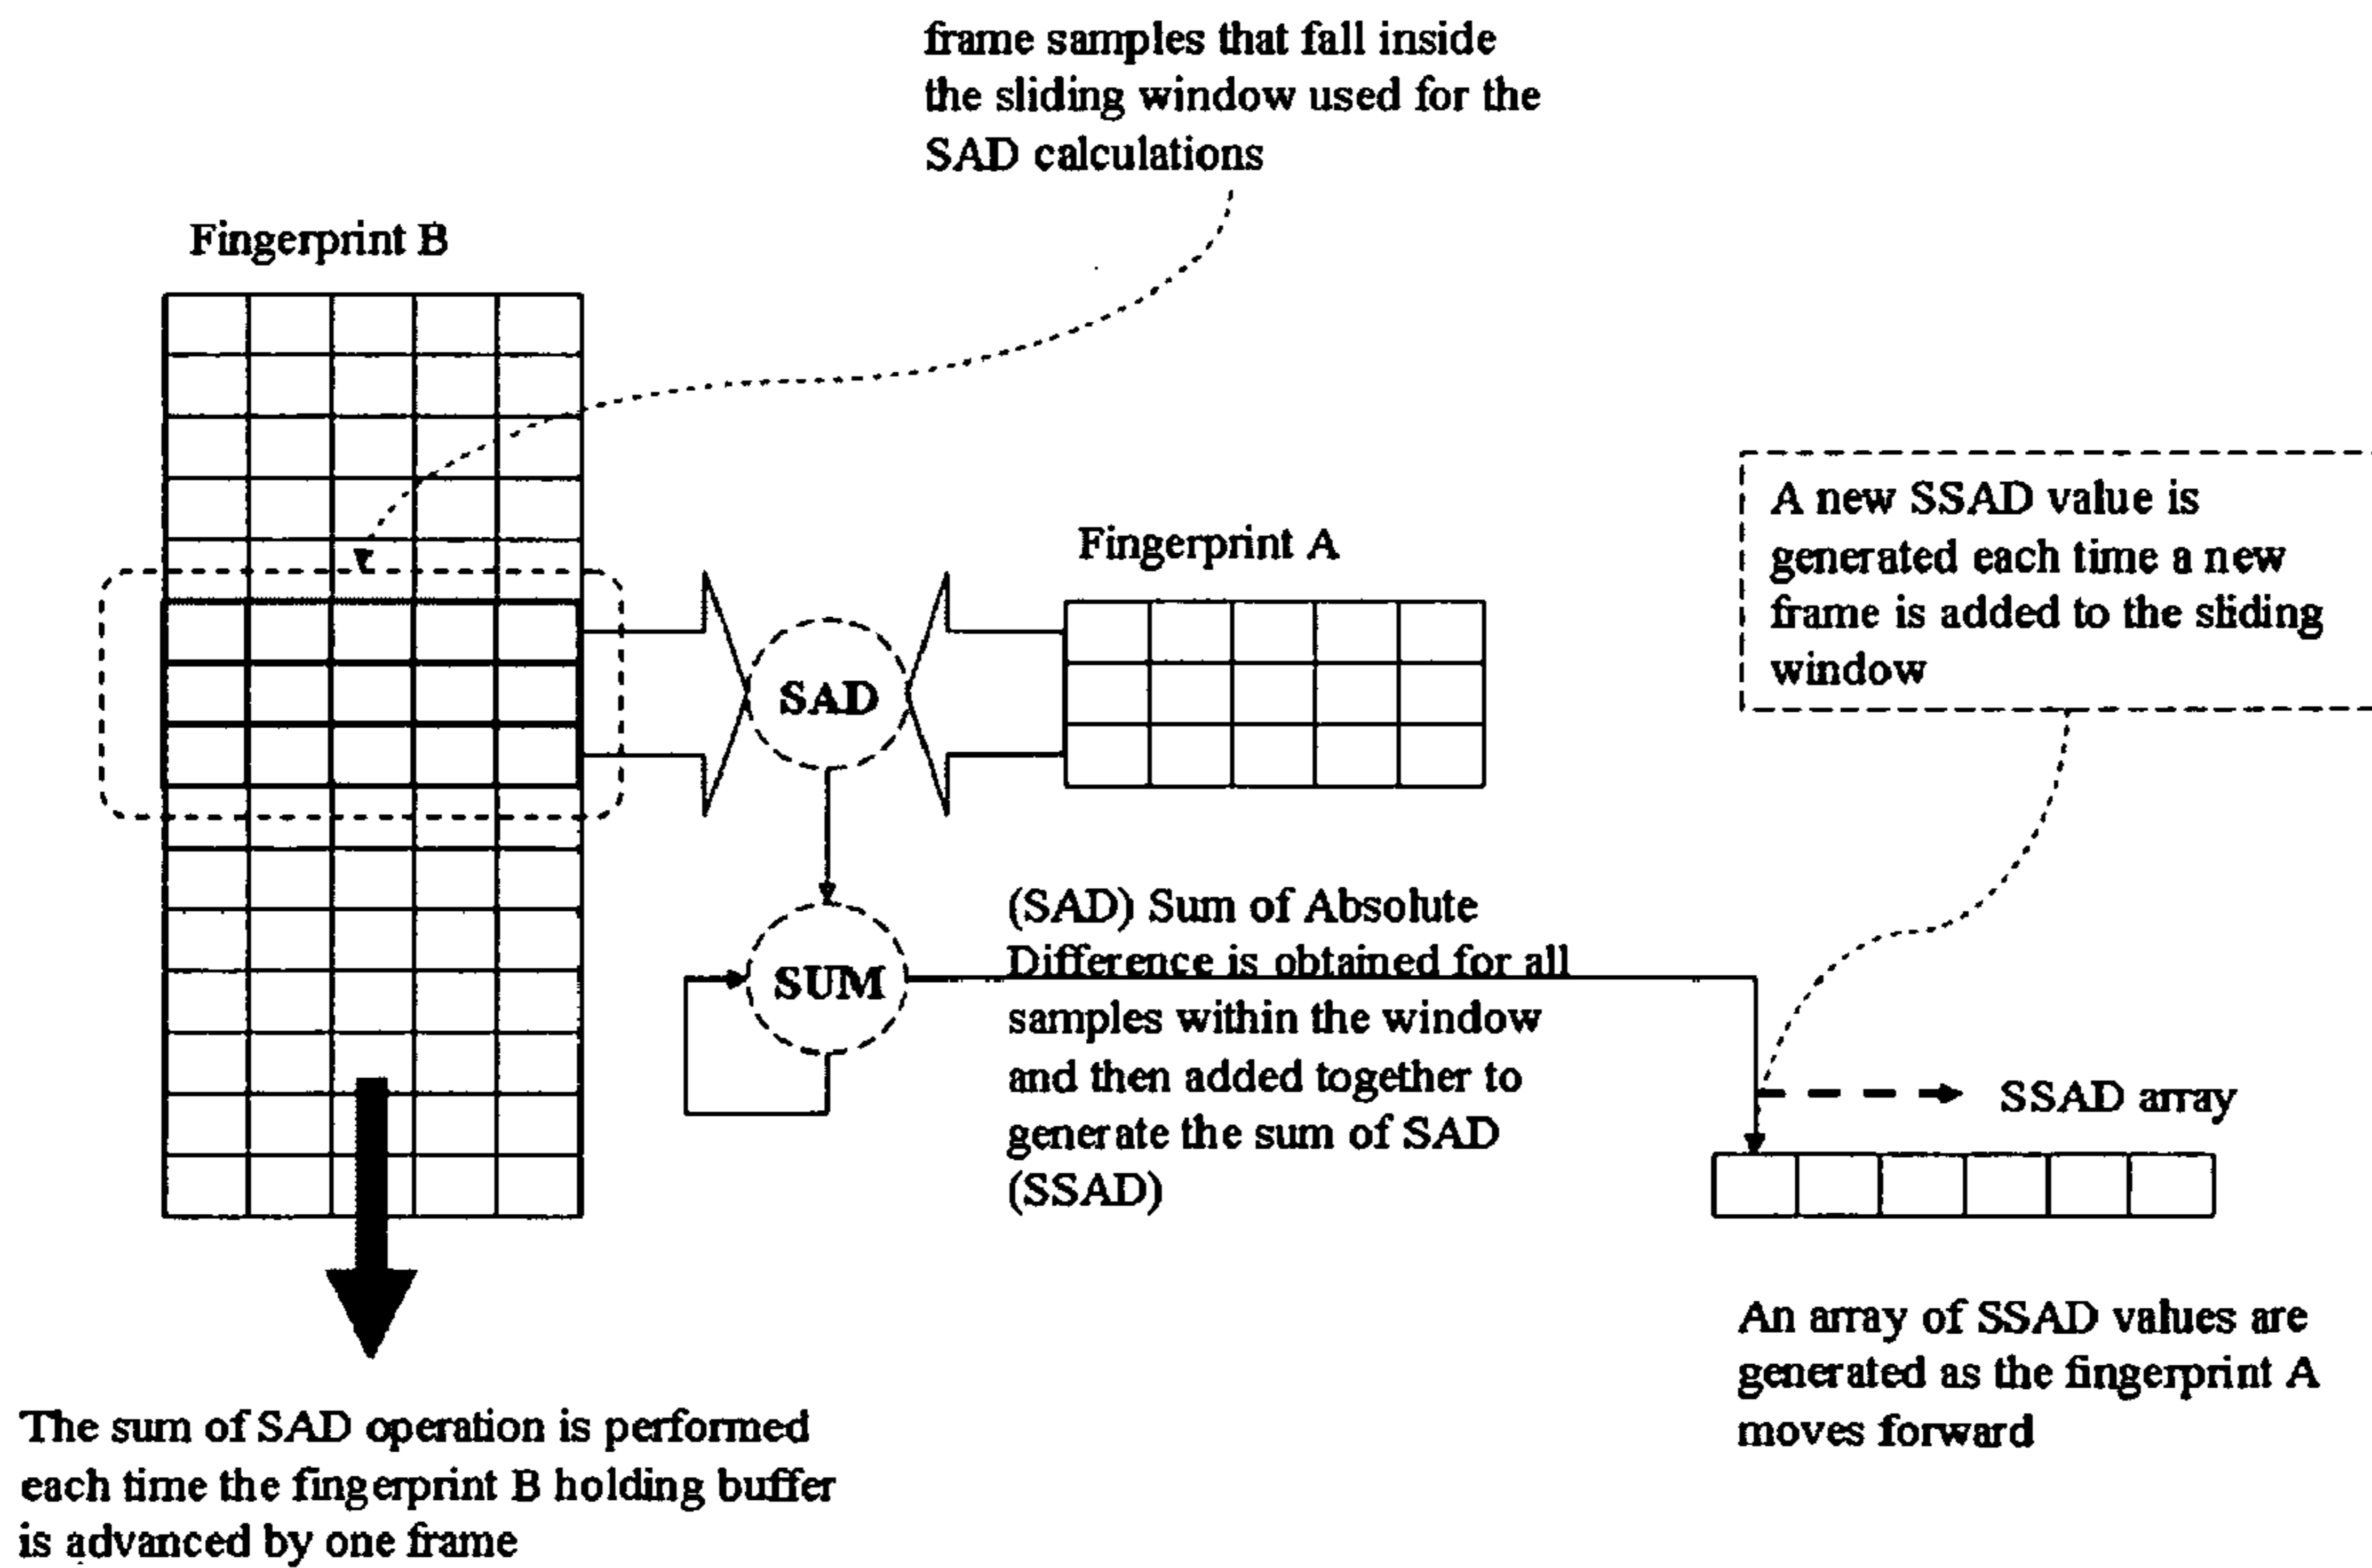 frame samples that fall inside
the sliding window used for the
SAD calculations
Fingerprint B
A new SSAD value is
generated each time a new
frame is added to the sliding
window
Fingerprint A
SAD
(SAD) Sum of Absolute
Difference is obtained for all
samples within the window
and then added together to
generate the sum of SAD
(SSAD)
SUM
SSAD array
An array of SSAD values are
generated as the fingerprint A
moves forward
The sum of SAD operation is performed
each time the fingerprint B holding buffer
is advanced by one frame